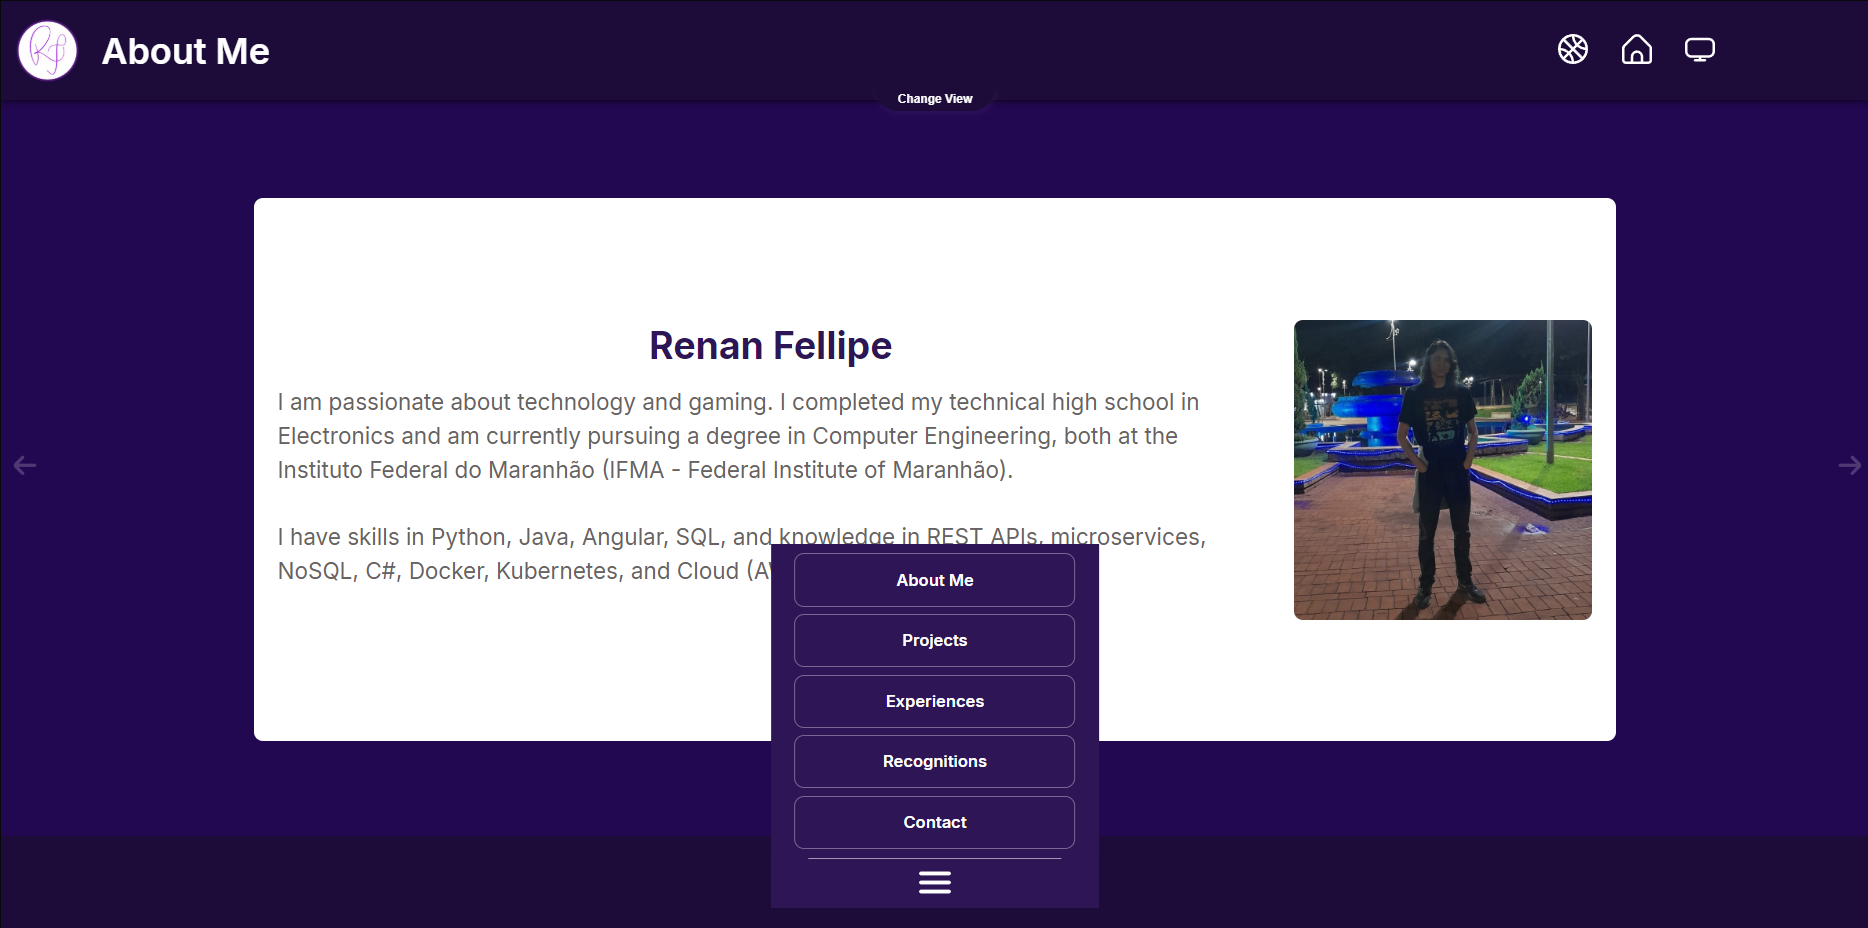 Rf
About Me
Change View
Renan Fellipe
I am passionate about technology and gaming. I completed my technical high school in
Electronics and am currently pursuing a degree in Computer Engineering, both at the
Instituto Federal do Maranhão (IFMA - Federal Institute of Maranhão).
I have skills in Python, Java, Angular, SQL, and knowledge in REST APIs, microservices,
NoSQL, C#, Docker, Kubernetes, and Cloud
About Me
Projects
Experiences
Recognitions
Contact